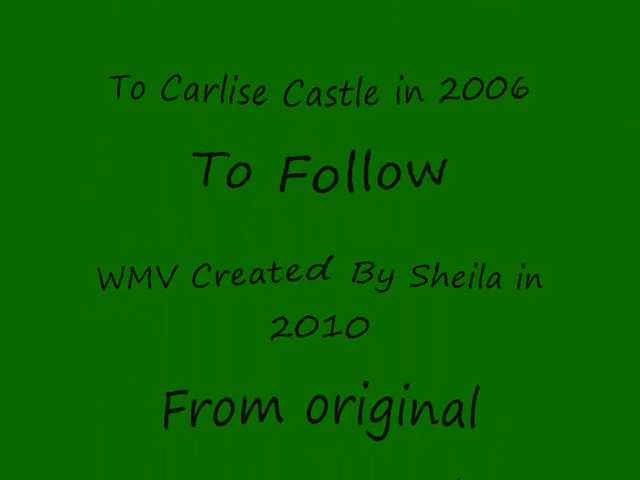 To Carlise Castle in 2006
To Follow
WMV Created By Sheila in
2010
From original